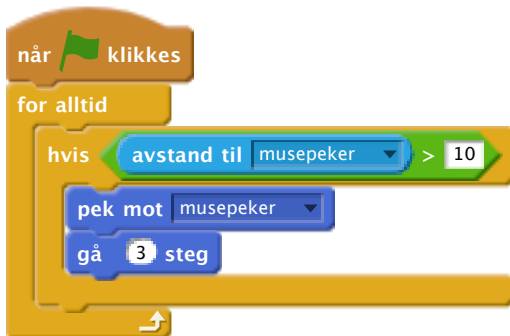 når klikkes
for alltid
hvis avstand til musepeker > 10
pek mot musepeker
gå 3 steg